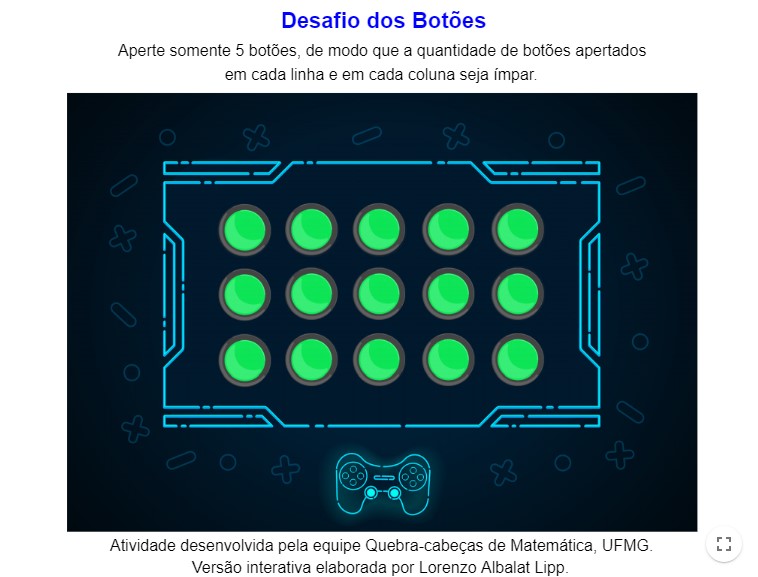 Desafio dos Botões
Aperte somente 5 botões, de modo que a quantidade de botões apertados
em cada linha e em cada coluna seja ímpar.
Atividade desenvolvida pela equipe Quebra-cabeças de Matemática, UFMG.
Versão interativa elaborada por Lorenzo Albalat Lipp.